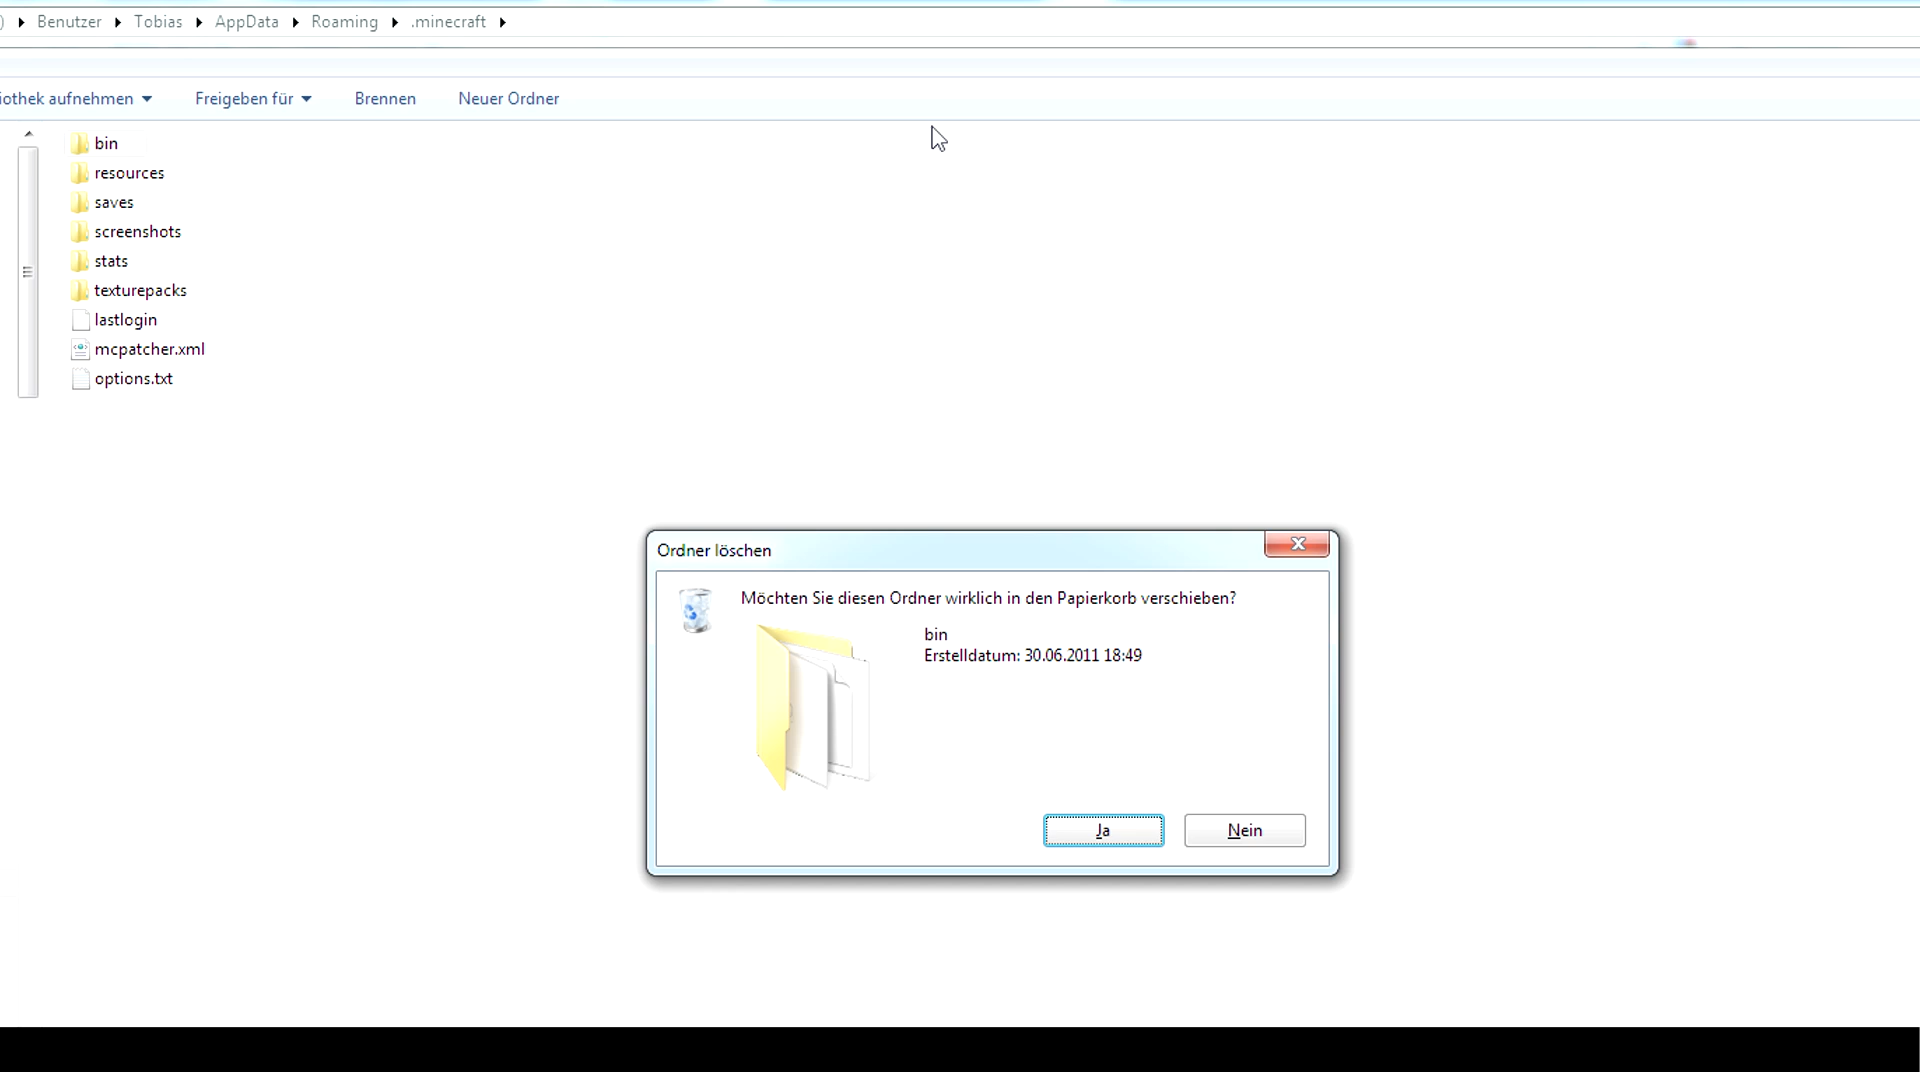 ) Benutzer Tobias AppData Roaming .minecraft
iothek aufnehmen Freigeben für Brennen Neuer Ordner
bin
resources
saves
screenshots
stats
texturepacks
lastlogin
mcpatcher.xml
options.txt
Ordner löschen
Möchten Sie diesen Ordner wirklich in den Papierkorb verschieben?
bin
Erstelldatum: 30.06.2011 18:49
Ja Nein